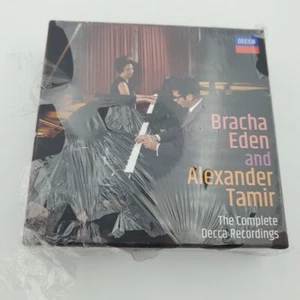 DECCA
Bracha
Eden
and
Alexander
Tamir
The Complete
Decca Recordings